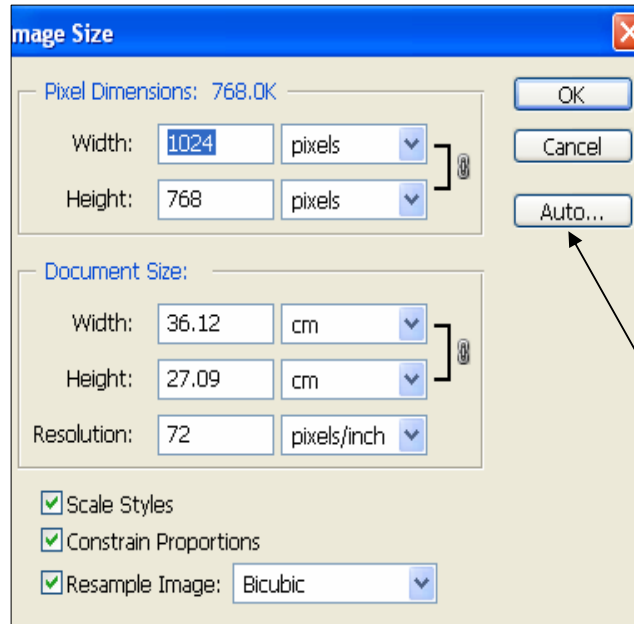 mage Size
Pixel Dimensions: 768.0K
OK
Width: 1024 pixels
Cancel
Height: 768 pixels
Auto...
Document Size:
Width: 36.12 cm
Height: 27.09 cm
Resolution: 72 pixels/inch
Scale Styles
Constrain Proportions
Resample Image: Bicubic